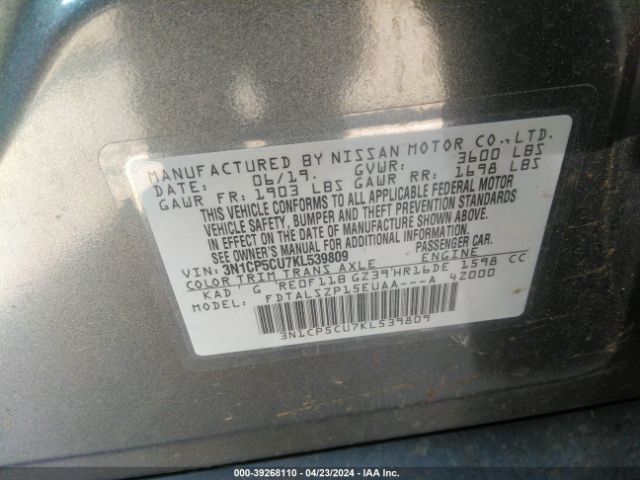 MANUFACTURED BY NISSAN MOTOR CO., LTD.
DATE: 06/19. GVWR: 3600 LBS
GAWR FR: 1903 LBS GAWR RR: 1698 LBS
THIS VEHICLE CONFORMS TO ALL APPLICABLE FEDERAL MOTOR
VEHICLE SAFETY, BUMPER AND THEFT PREVENTION STANDARDS
IN EFFECT ON THE DATE OF MANUFACTURE SHOWN ABOVE.
SEE OWNER'S MANUAL FOR ADDITIONAL INFORMATION.
VIN: 3N1CP5CU7KL539809 PASSENGER CAR.
COLOR TRIM TRANS AXLE ENGINE
KAD G RE0F11B GZ39 HR16DE 1598 CC
MODEL: FDTALSZP15EUAA---A 4Z000
3N1CP5CU7KL539809
000-39268110 - 04/23/2024 - IAA Inc.